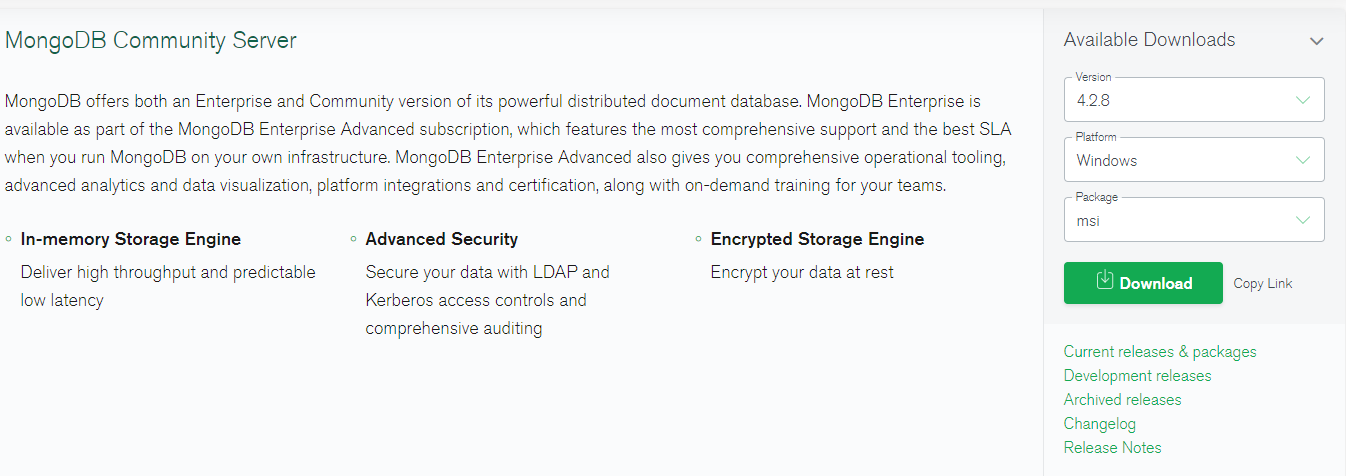 MongoDB Community Server
MongoDB offers both an Enterprise and Community version of its powerful distributed document database. MongoDB Enterprise is
available as part of the MongoDB Enterprise Advanced subscription, which features the most comprehensive support and the best SLA
when you run MongoDB on your own infrastructure. MongoDB Enterprise Advanced also gives you comprehensive operational tooling,
advanced analytics and data visualization, platform integrations and certification, along with on-demand training for your teams.
In-memory Storage Engine
Deliver high throughput and predictable
low latency
Advanced Security
Secure your data with LDAP and
Kerberos access controls and
comprehensive auditing
Encrypted Storage Engine
Encrypt your data at rest
Available Downloads
Version
4.2.8
Platform
Windows
Package
msi
Download
Copy Link
Current releases & packages
Development releases
Archived releases
Changelog
Release Notes